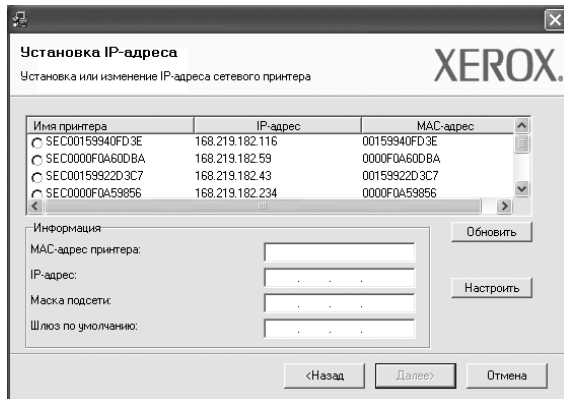 Установка IP-адреса
Установка или изменение IP-адреса сетевого принтера
XEROX.
Имя принтера IP-адрес MAC-адрес
SEC00159940FD3E 168.219.182.116 00159940FD3E
SEC0000F0A60DBA 168.219.182.59 0000F0A60DBA
SEC00159922D3C7 168.219.182.43 00159922D3C7
SEC0000F0A59856 168.219.182.234 0000F0A59856
Информация
MAC-адрес принтера:
IP-адрес:
Маска подсети:
Шлюз по умолчанию:
Обновить
Настроить
<Назад Далее> Отмена